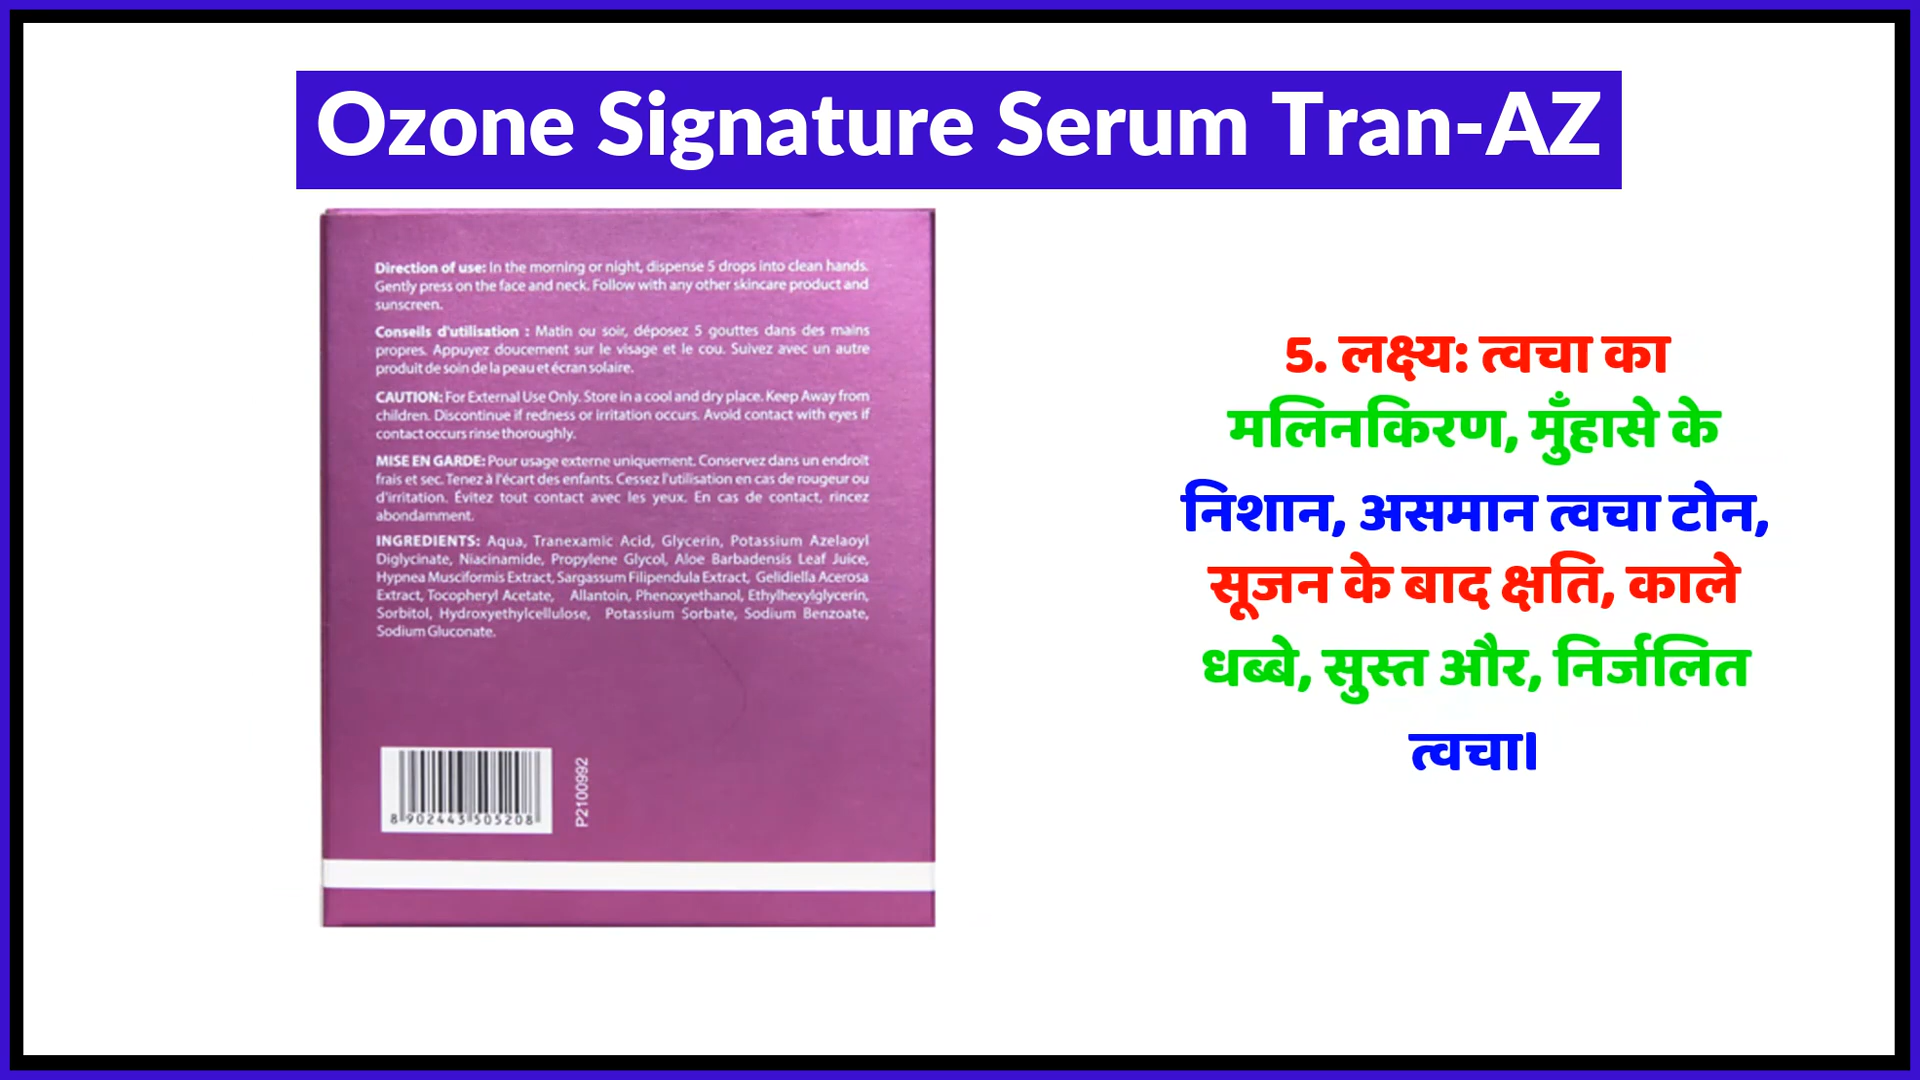 Ozone Signature Serum Tran-AZ
Direction of use: In the morning or night, dispense 5 drops into clean hands.
Gently press on the face and neck. Follow with any other skincare product and
sunscreen.
Conseils d'utilisation : Matin ou soir, déposez 5 gouttes dans des mains
propres. Appuyez doucement sur le visage et le cou. Suivez avec un autre
produit de soin de la peau et écran solaire.
CAUTION: For External Use Only. Store in a cool and dry place. Keep Away from
children. Discontinue if redness or irritation occurs. Avoid contact with eyes if
contact occurs rinse thoroughly.
MISE EN GARDE: Pour usage externe uniquement. Conservez dans un endroit
frais et sec. Tenez à l'écart des enfants. Cessez l'utilisation en cas de rougeur ou
d'irritation. Évitez tout contact avec les yeux. En cas de contact, rincez
abondamment.
INGREDIENTS: Aqua, Tranexamic Acid, Glycerin, Potassium Azelaoyl
Diglycinate, Niacinamide, Propylene Glycol, Aloe Barbadensis Leaf Juice,
Hypnea Musciformis Extract, Sargassum Filipendula Extract, Gelidiella Acerosa
Extract, Tocopheryl Acetate, Allantoin, Phenoxyethanol, Ethylhexylglycerin,
Sorbitol, Hydroxyethylcellulose, Potassium Sorbate, Sodium Benzoate,
Sodium Gluconate.
8 902443 505208
P2100992
5. लक्ष्य: त्वचा का
मलिनकिरण, मुँहासे के
निशान, असमान त्वचा टोन,
सूजन के बाद क्षति, काले
धब्बे, सुस्त और, निर्जलित
त्वचा।